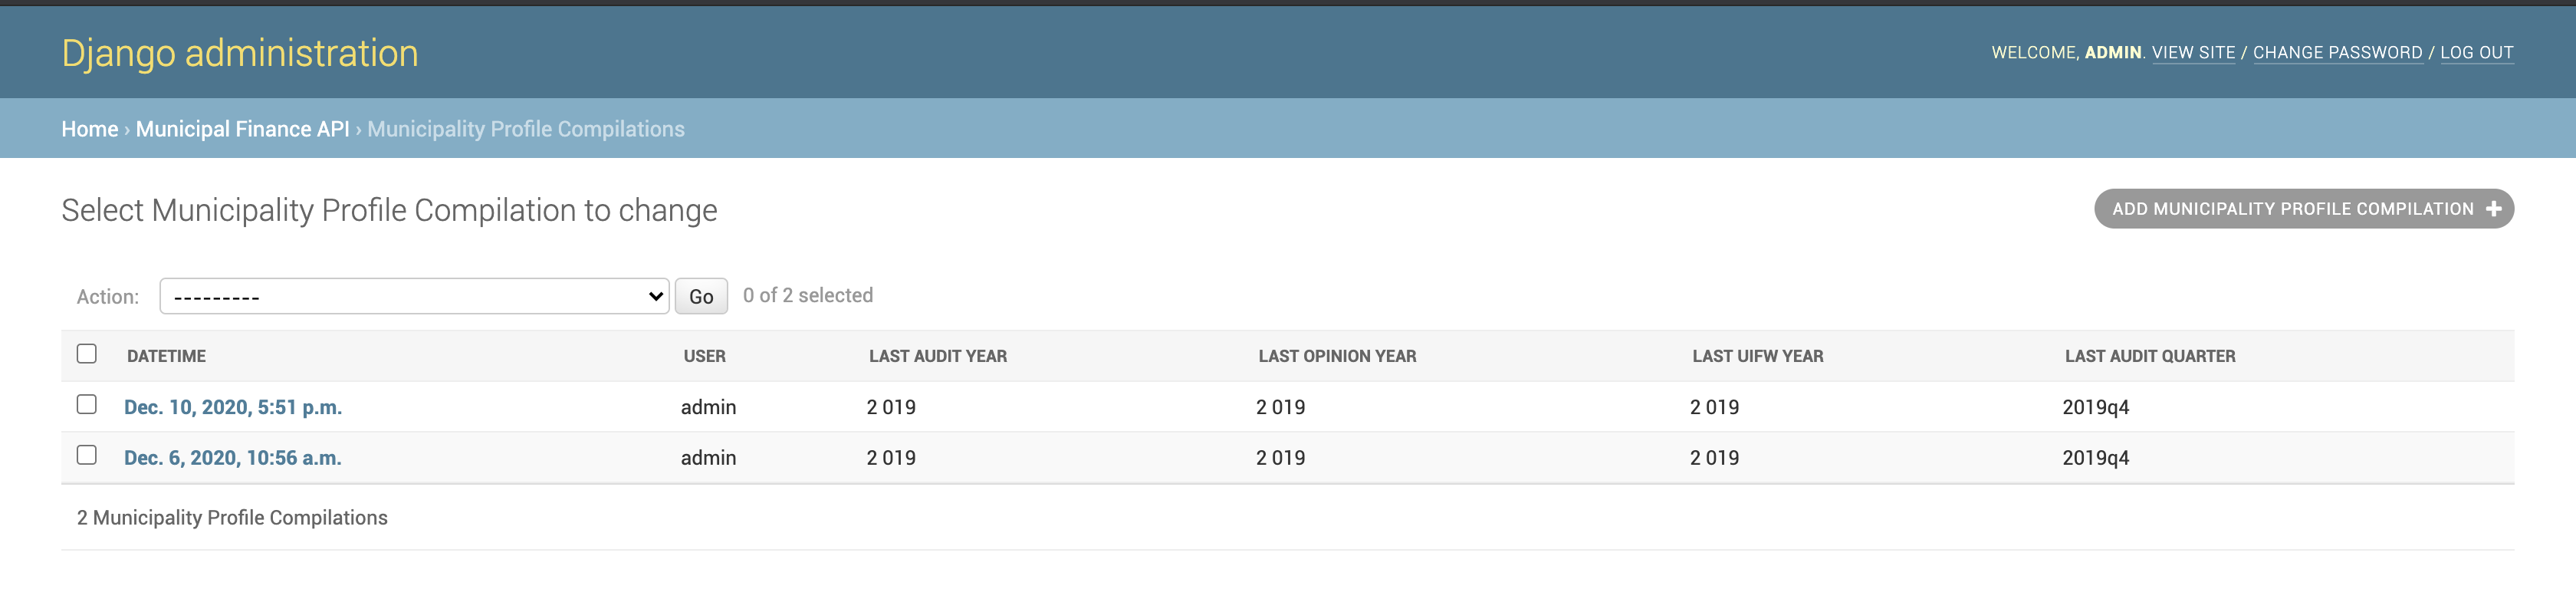 Django administration
WELCOME, ADMIN. VIEW SITE / CHANGE PASSWORD / LOG OUT
Home › Municipal Finance API › Municipality Profile Compilations
Select Municipality Profile Compilation to change
ADD MUNICIPALITY PROFILE COMPILATION +
Action: --------- Go 0 of 2 selected
DATETIME USER LAST AUDIT YEAR LAST OPINION YEAR LAST UIFW YEAR LAST AUDIT QUARTER
Dec. 10, 2020, 5:51 p.m. admin 2 019 2 019 2 019 2019q4
Dec. 6, 2020, 10:56 a.m. admin 2 019 2 019 2 019 2019q4
2 Municipality Profile Compilations